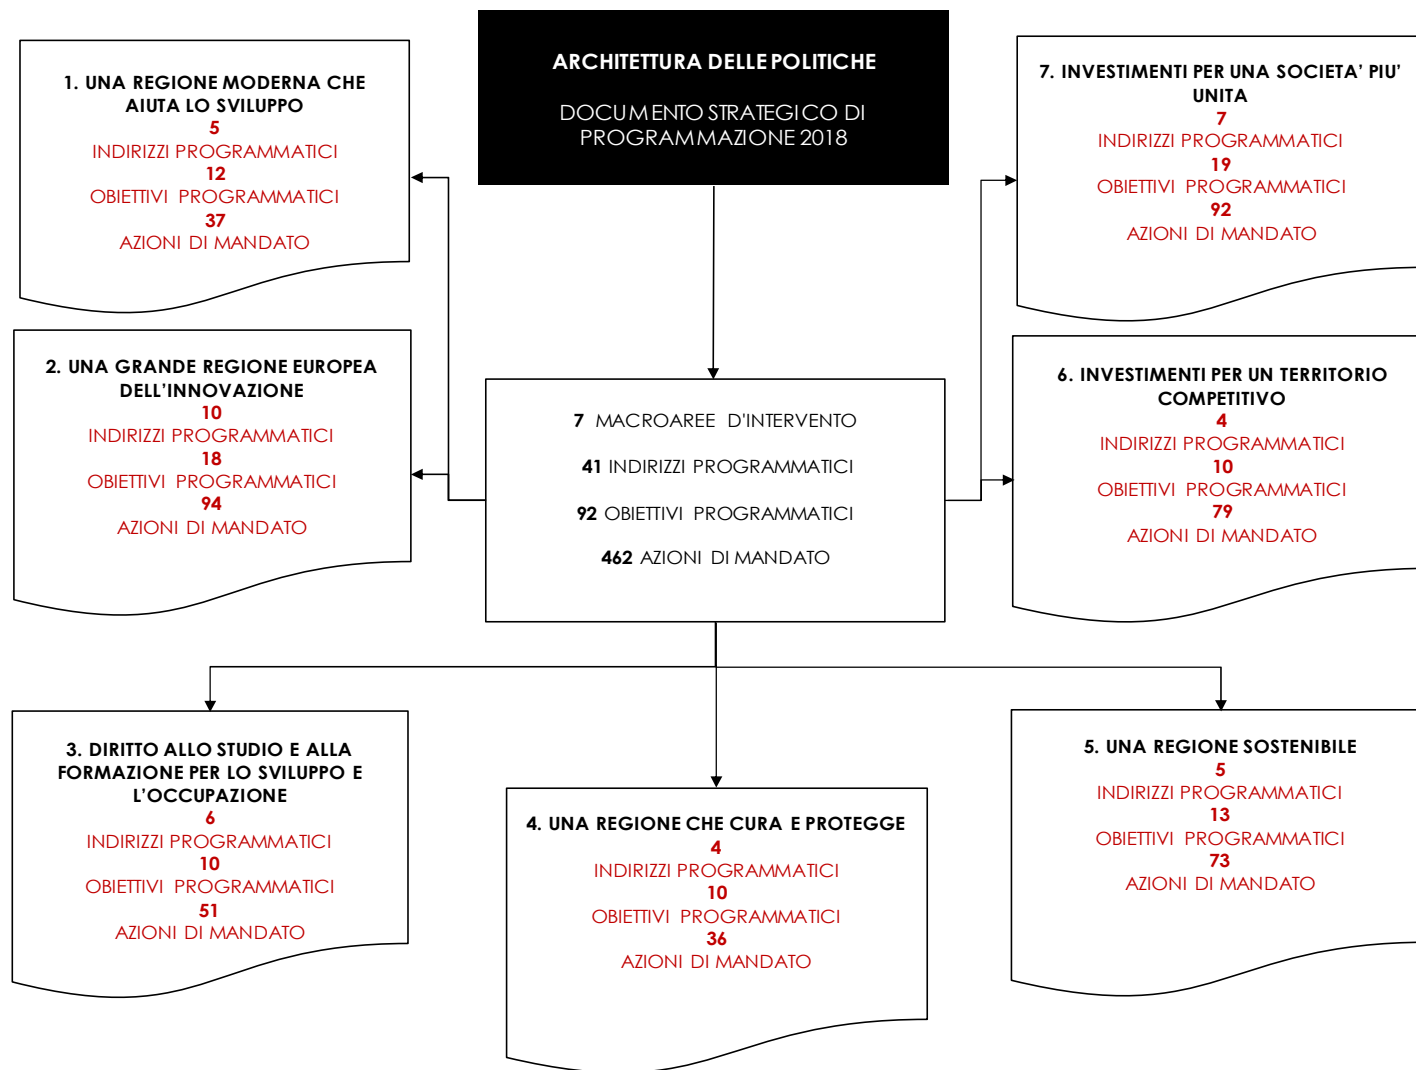 ARCHITETTURA DELLE POLITICHE
DOCUMENTO STRATEGICO DI
PROGRAMMAZIONE 2018
1. UNA REGIONE MODERNA CHE
AIUTA LO SVILUPPO
5
INDIRIZZI PROGRAMMATICI
12
OBIETTIVI PROGRAMMATICI
37
AZIONI DI MANDATO
7. INVESTIMENTI PER UNA SOCIETA' PIU'
UNITA
7
INDIRIZZI PROGRAMMATICI
19
OBIETTIVI PROGRAMMATICI
92
AZIONI DI MANDATO
2. UNA GRANDE REGIONE EUROPEA
DELL'INNOVAZIONE
10
INDIRIZZI PROGRAMMATICI
18
OBIETTIVI PROGRAMMATICI
94
AZIONI DI MANDATO
7 MACROAREE D'INTERVENTO
41 INDIRIZZI PROGRAMMATICI
92 OBIETTIVI PROGRAMMATICI
462 AZIONI DI MANDATO
6. INVESTIMENTI PER UN TERRITORIO
COMPETITIVO
4
INDIRIZZI PROGRAMMATICI
10
OBIETTIVI PROGRAMMATICI
79
AZIONI DI MANDATO
3. DIRITTO ALLO STUDIO E ALLA
FORMAZIONE PER LO SVILUPPO E
L'OCCUPAZIONE
6
INDIRIZZI PROGRAMMATICI
10
OBIETTIVI PROGRAMMATICI
51
AZIONI DI MANDATO
4. UNA REGIONE CHE CURA E PROTEGGE
4
INDIRIZZI PROGRAMMATICI
10
OBIETTIVI PROGRAMMATICI
36
AZIONI DI MANDATO
5. UNA REGIONE SOSTENIBILE
5
INDIRIZZI PROGRAMMATICI
13
OBIETTIVI PROGRAMMATICI
73
AZIONI DI MANDATO